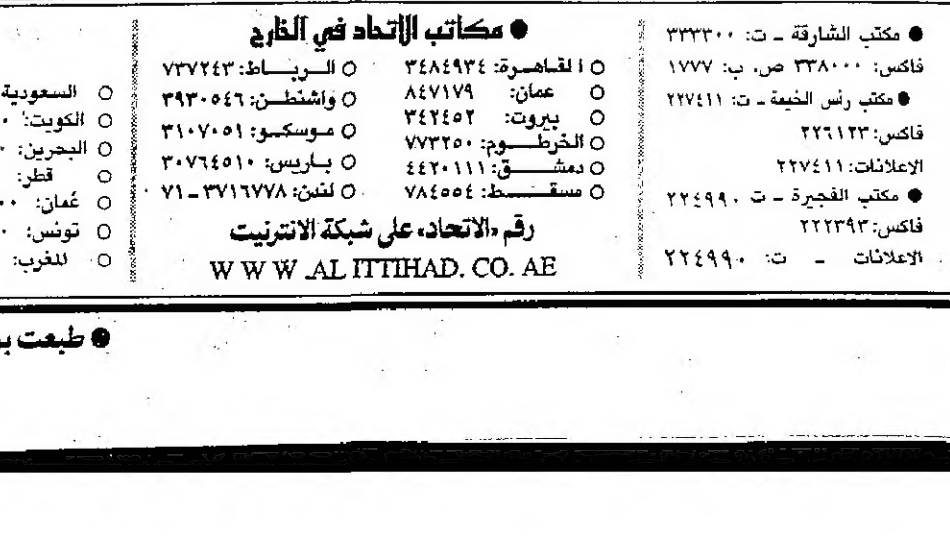 ● مكتب الشارقة ـ ت: ٣٣٣٣٠٠
فاكس: ٣٣٨٠٠٠ ص. ب: ١٧٧٧
● مكتب رأس الخيمة ـ ت: ٢٢٧٤١١
فاكس: ٢٢٦١٢٣
الاعلانات: ٢٢٧٤١١
● مكتب الفجيرة ـ ت ٢٢٤٩٩٠
فاكس: ٢٢٢٣٩٣
الاعلانات ـ ت: ٢٢٤٩٩٠
● مكاتب الاتحاد في الخارج
○ القاهرة: ٣٤٨٤٩٣٤
○ عمان: ٨٤٧١٧٩
○ بيروت: ٣٤٢٤٥٢
○ الخرطوم: ٧٧٣٢٥٠
○ دمشق: ٤٤٢٠١١١
○ مسقط: ٧٨٤٥٥٤
○ الرباط: ٧٣٧٢٤٣
○ واشنطن: ٣٩٣٠٥٤٦
○ موسكو: ٣١٠٧٠٥١
○ باريس: ٣٠٧٦٤٥١٠
○ لندن: ٣٧١٦٧٧٨ ـ ٧١
رقم «الاتحاد» على شبكة الانترنيت
W W W .AL ITTIHAD. CO. AE
○ السعودية
○ الكويت:
○ البحرين:
○ قطر:
○ عُمان:
○ تونس:
○ المغرب:
● طبعت